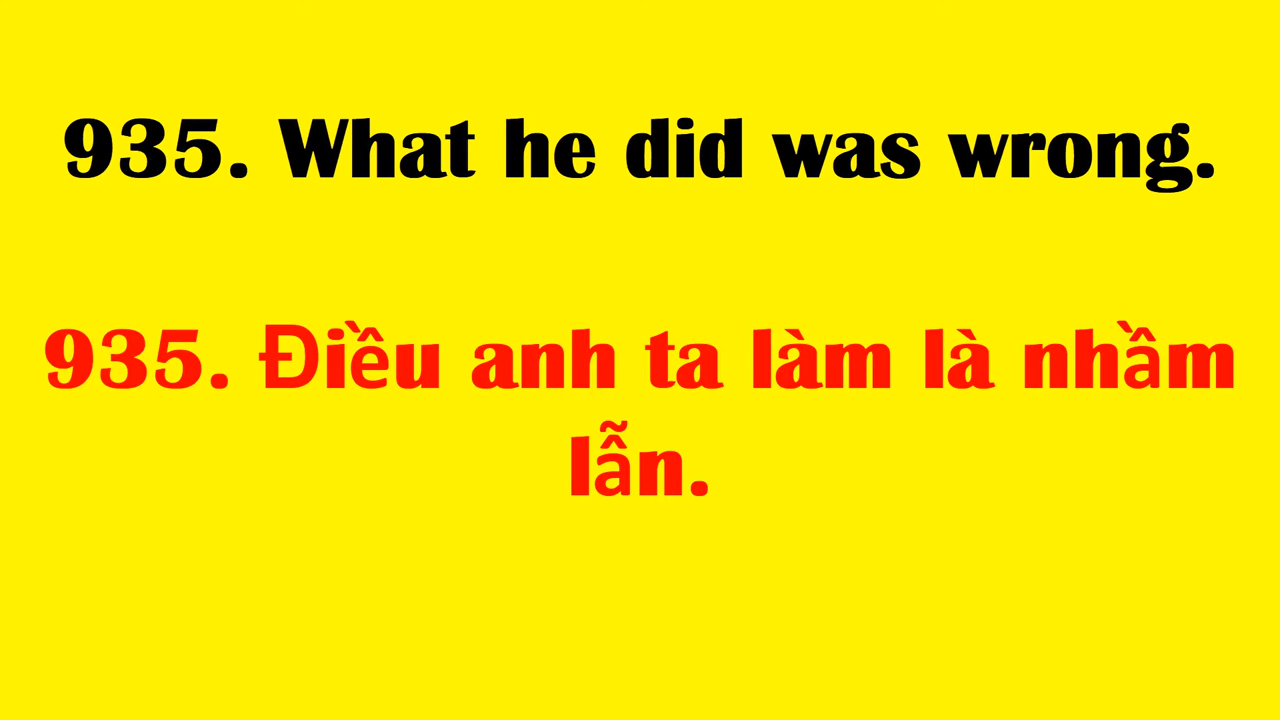 935. What he did was wrong.
935. Điều anh ta làm là nhầm
lẫn.